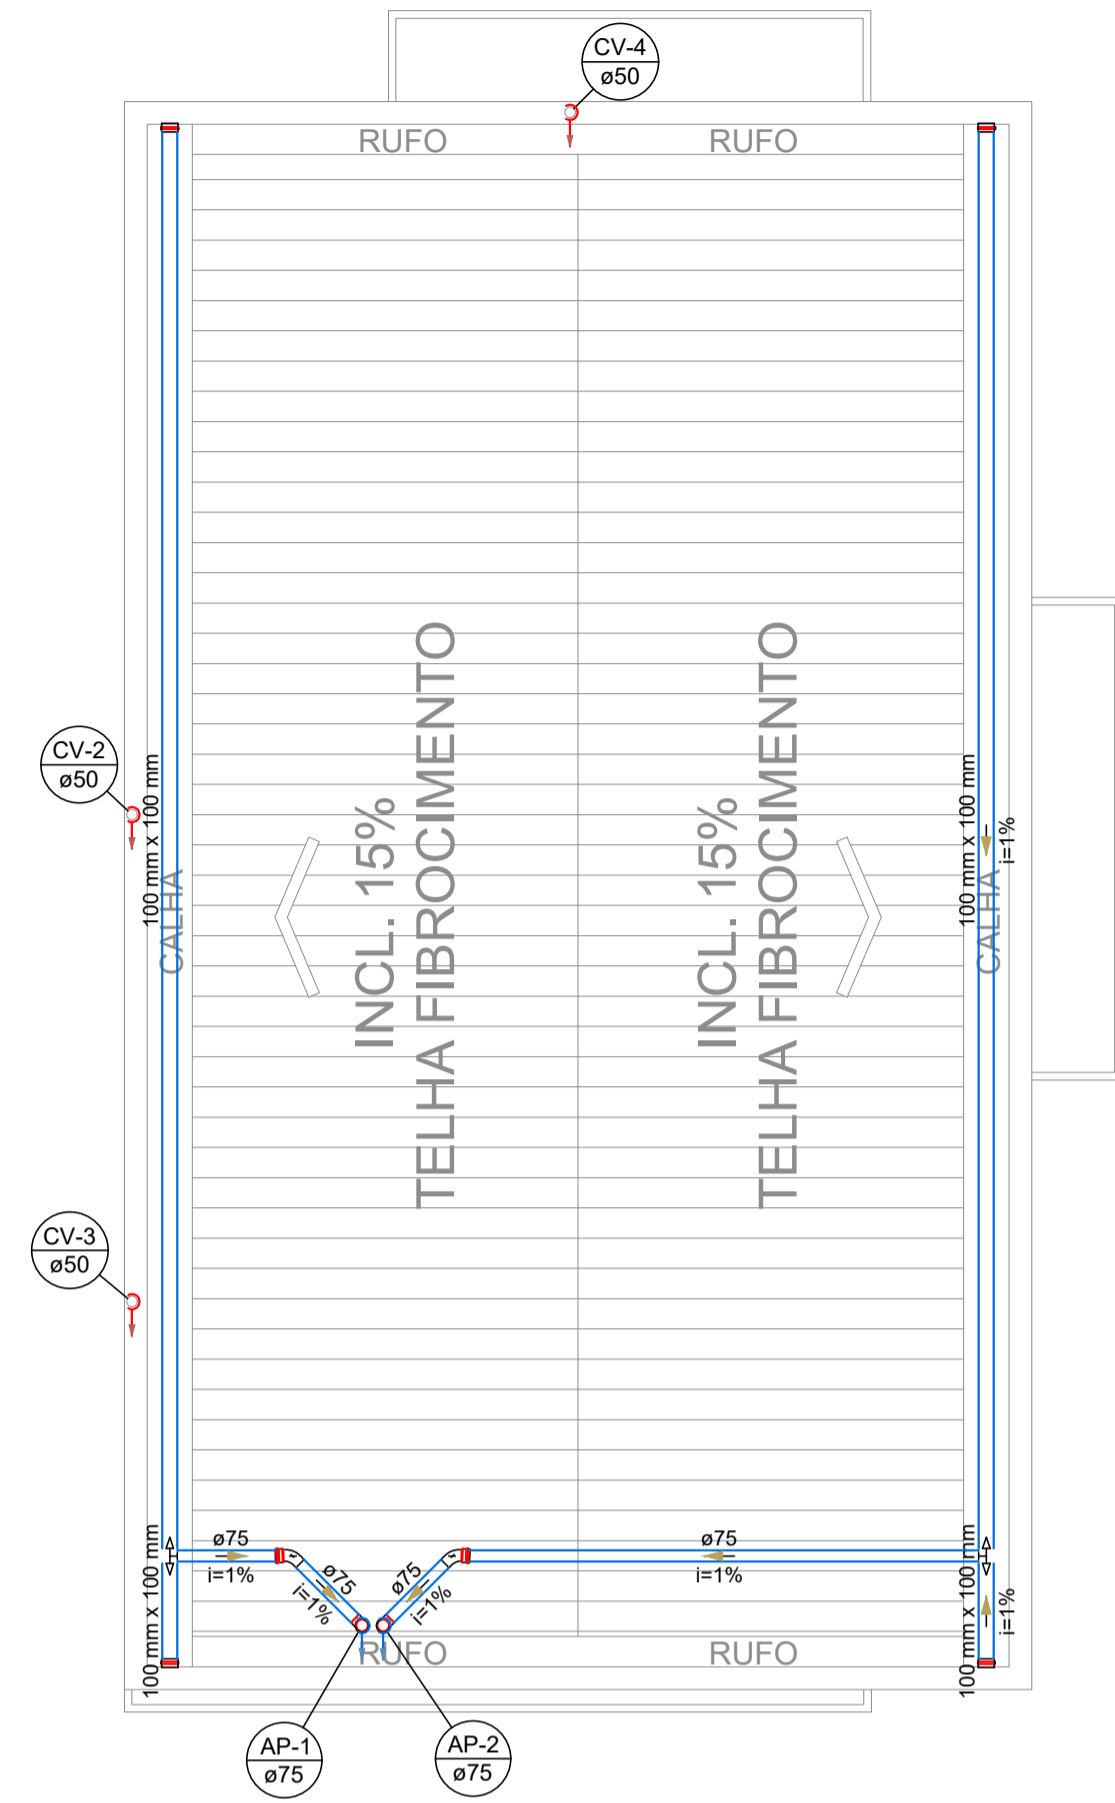 CV-4
ø50
RUFO
RUFO
TELHA FIBROCIMENTO
INCL. 15%
TELHA FIBROCIMENTO
INCL. 15%
CV-2
ø50
100 mm x 100 mm
CALHA
100 mm x 100 mm
CALHA
i=1%
CV-3
ø50
100 mm x 100 mm
ø75
i=1%
ø75
i=1%
ø75
i=1%
ø75
i=1%
100 mm x 100 mm
i=1%
RUFO
RUFO
AP-1
ø75
AP-2
ø75